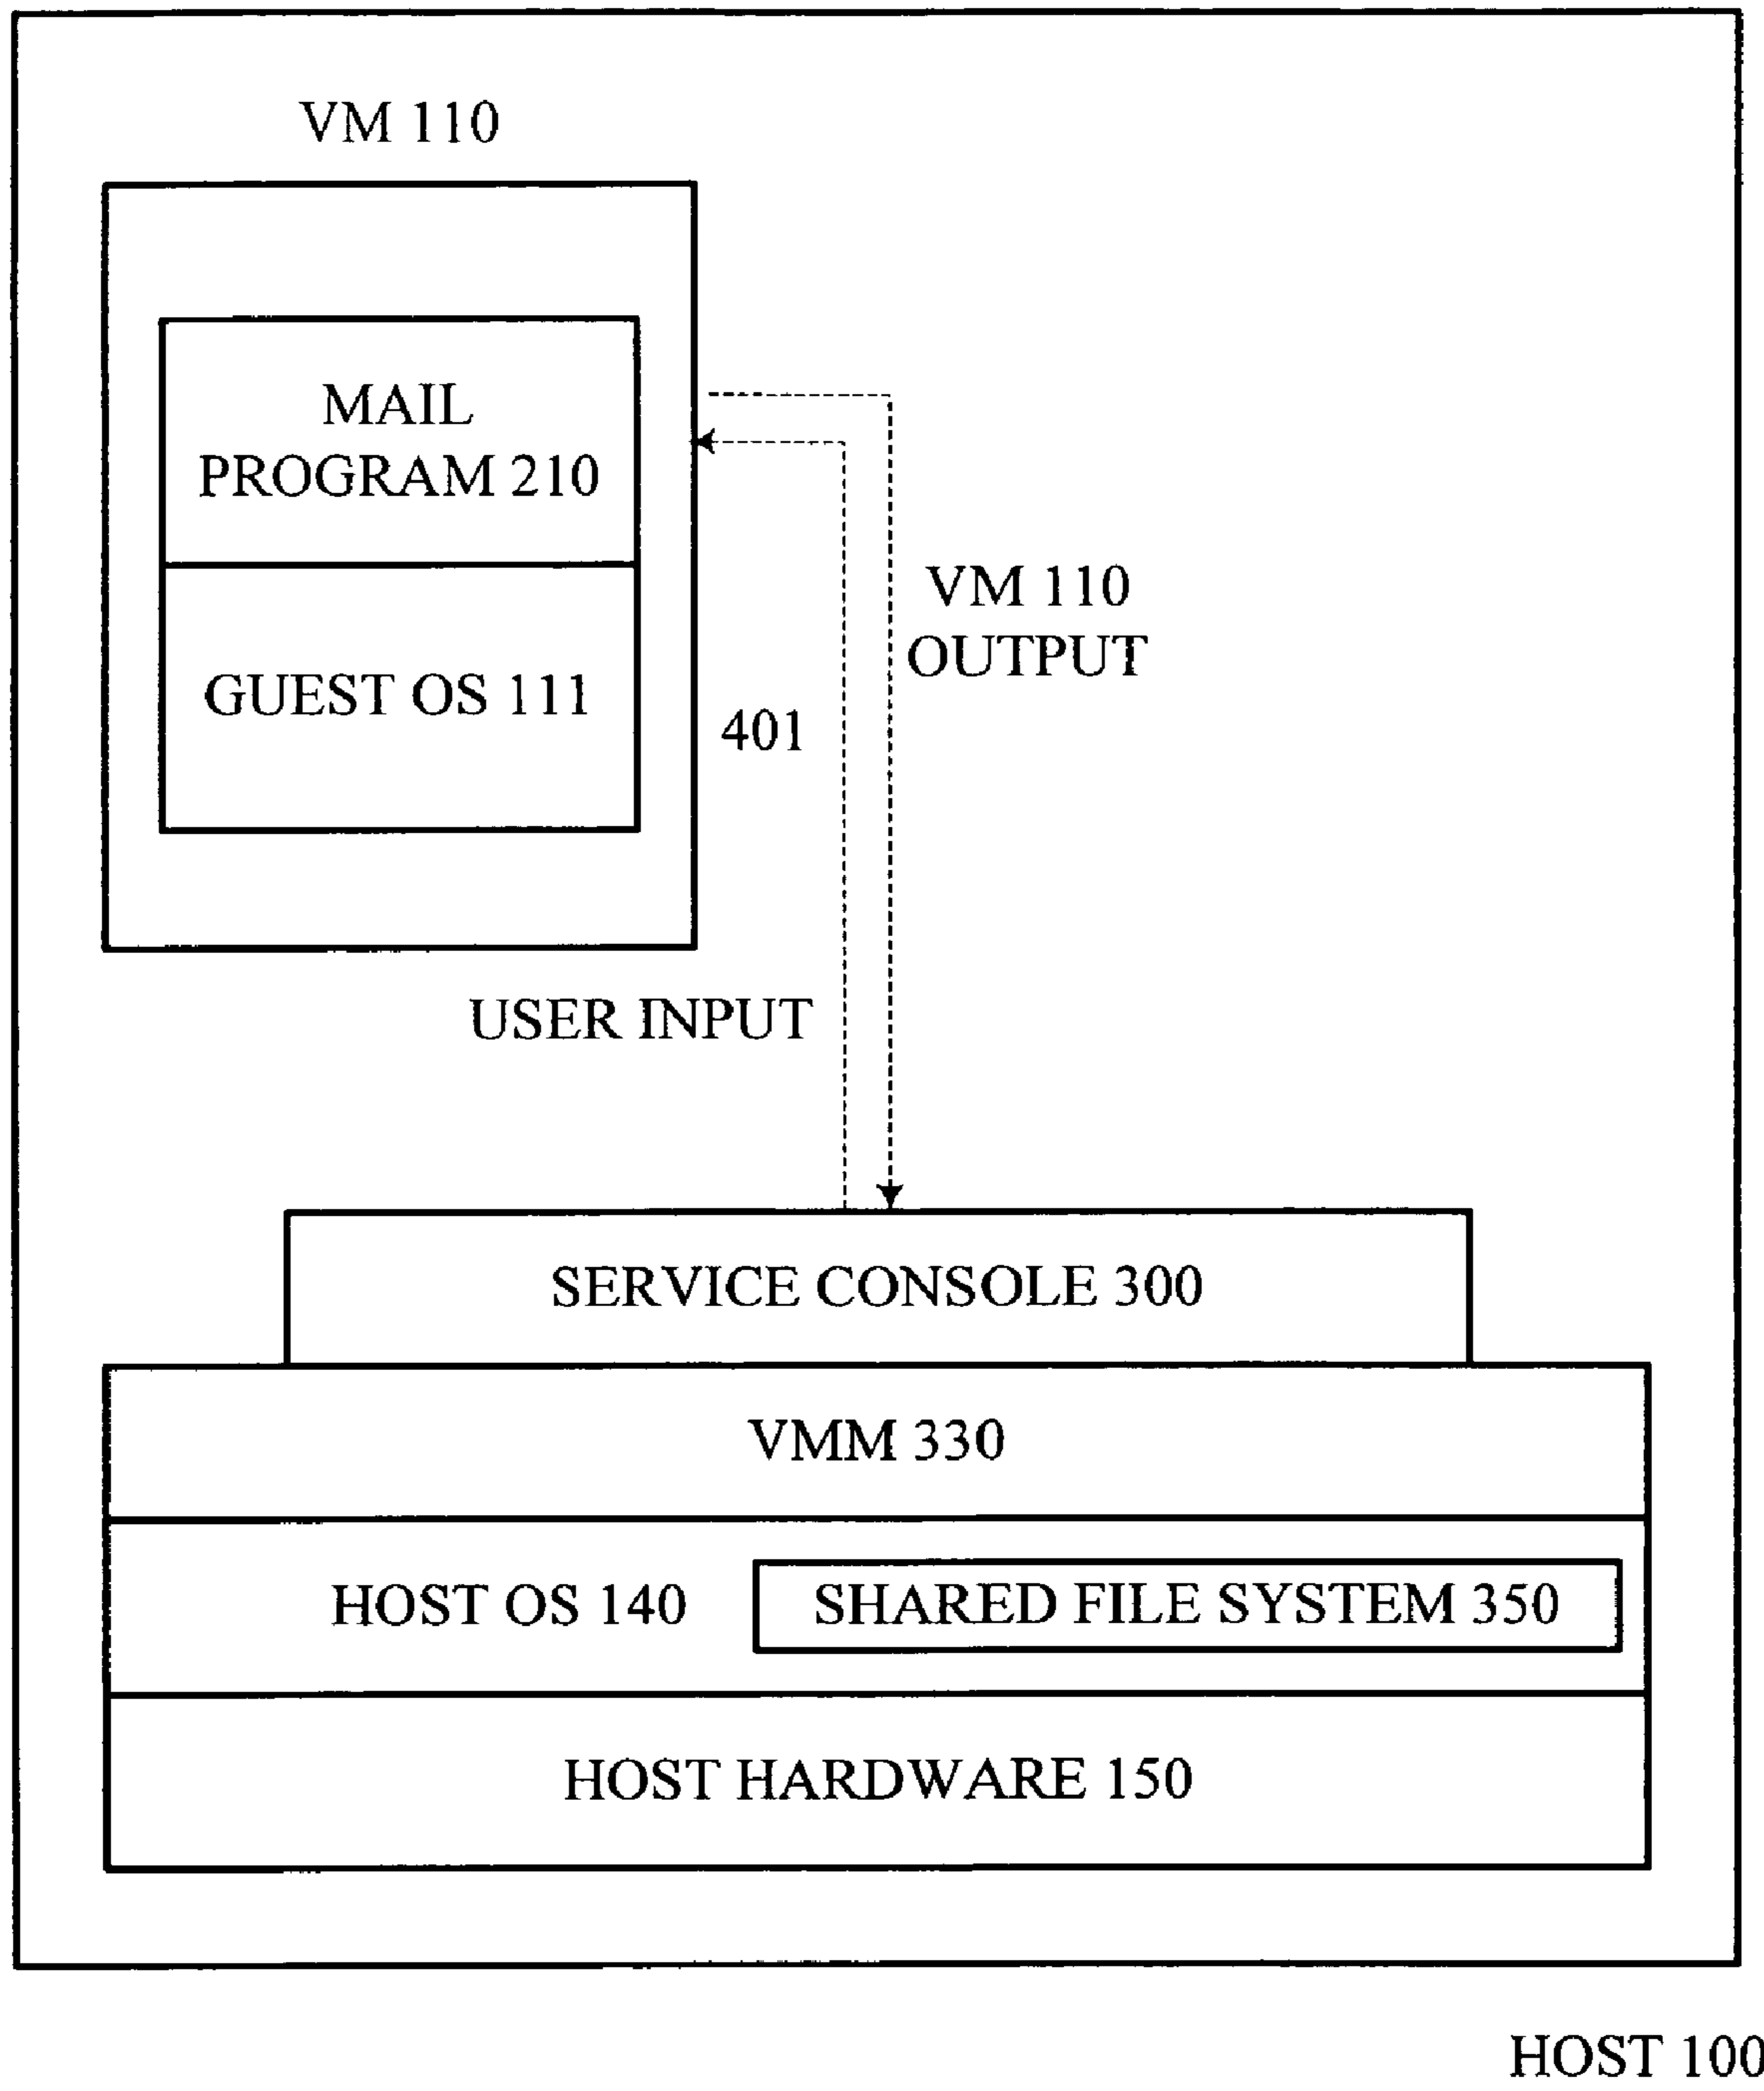 VM 110
MAIL
PROGRAM 210
GUEST OS 111
VM 110
OUTPUT
401
USER INPUT
SERVICE CONSOLE 300
VMM 330
HOST OS 140
SHARED FILE SYSTEM 350
HOST HARDWARE 150
HOST 100